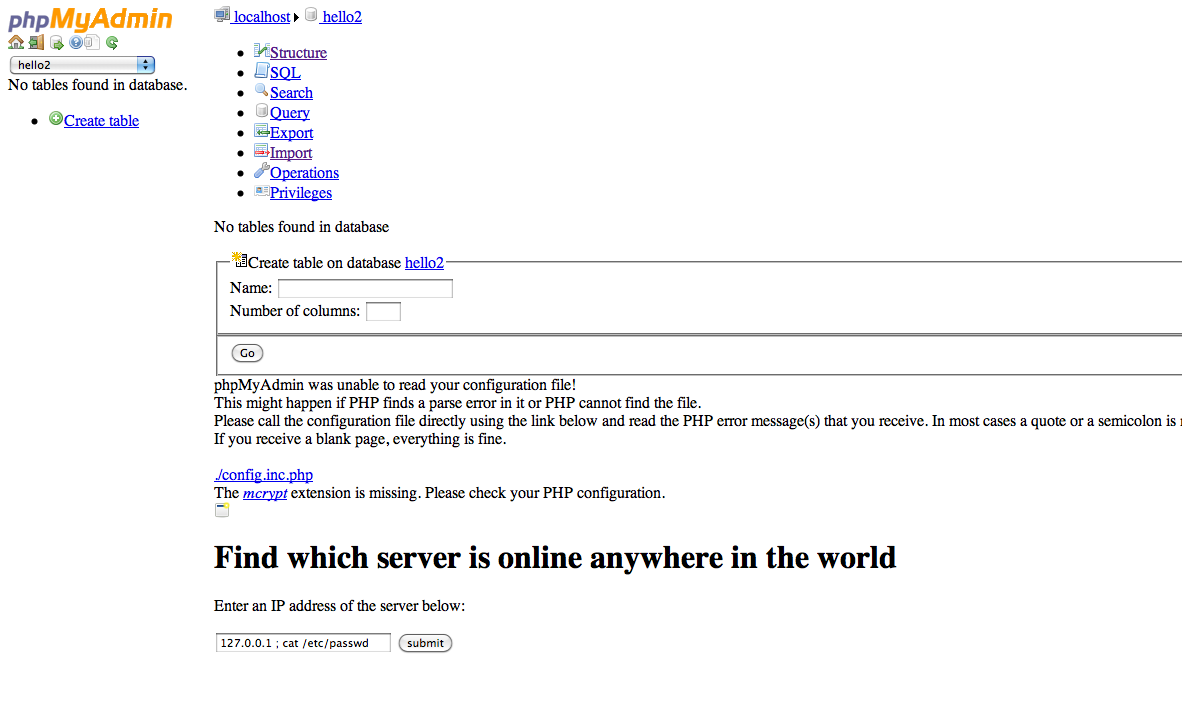 phpMyAdmin
hello2
No tables found in database.
Create table
localhost hello2
Structure
SQL
Search
Query
Export
Import
Operations
Privileges
No tables found in database
Create table on database hello2
Name:
Number of columns:
Go
phpMyAdmin was unable to read your configuration file!
This might happen if PHP finds a parse error in it or PHP cannot find the file.
Please call the configuration file directly using the link below and read the PHP error message(s) that you receive. In most cases a quote or a semicolon is
If you receive a blank page, everything is fine.
./config.inc.php
The mcrypt extension is missing. Please check your PHP configuration.
Find which server is online anywhere in the world
Enter an IP address of the server below:
127.0.0.1 ; cat /etc/passwd submit